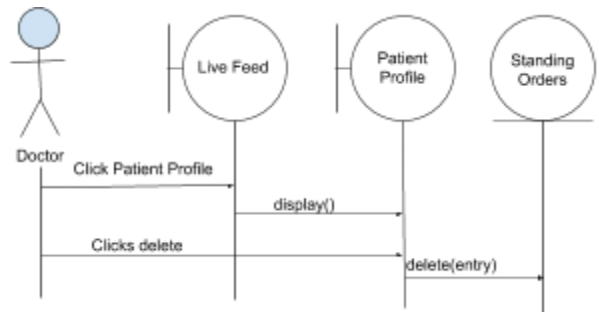 Live Feed
Patient
Profile
Standing
Orders
Doctor
Click Patient Profile
display()
Clicks delete
delete(entry)